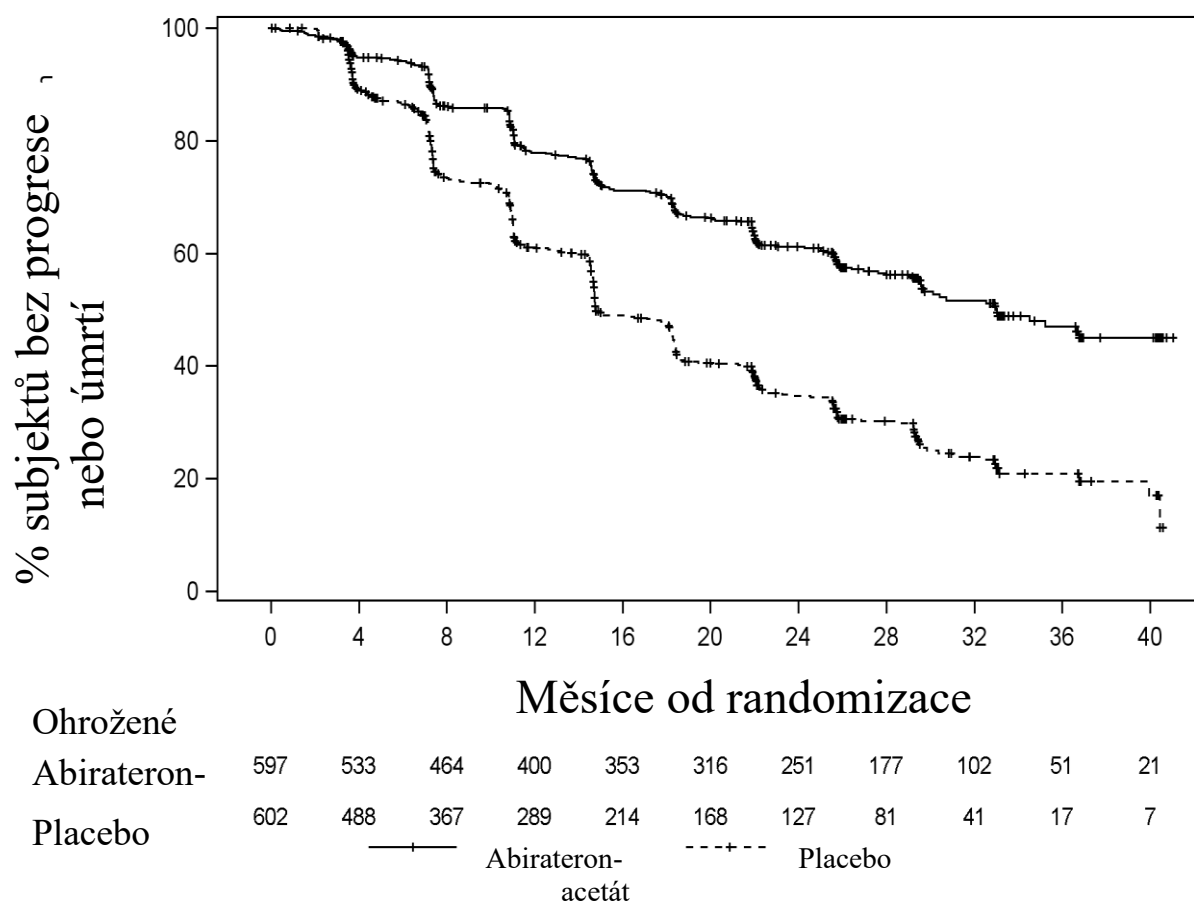 % subjektů bez progrese
nebo úmrtí
100
80
60
40
20
0
0 4 8 12 16 20 24 28 32 36 40
Měsíce od randomizace
Ohrožené
Abirateron- 597 533 464 400 353 316 251 177 102 51 21
Placebo 602 488 367 289 214 168 127 81 41 17 7
Abirateron- Placebo
acetát